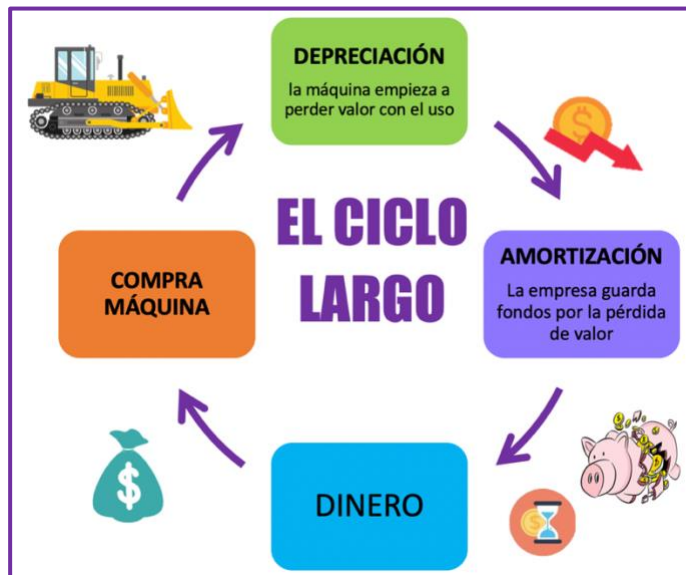 DEPRECIACIÓN
la máquina empieza a
perder valor con el uso
EL CICLO
LARGO
COMPRA
MÁQUINA
AMORTIZACIÓN
La empresa guarda
fondos por la pérdida
de valor
DINERO
$
$
$